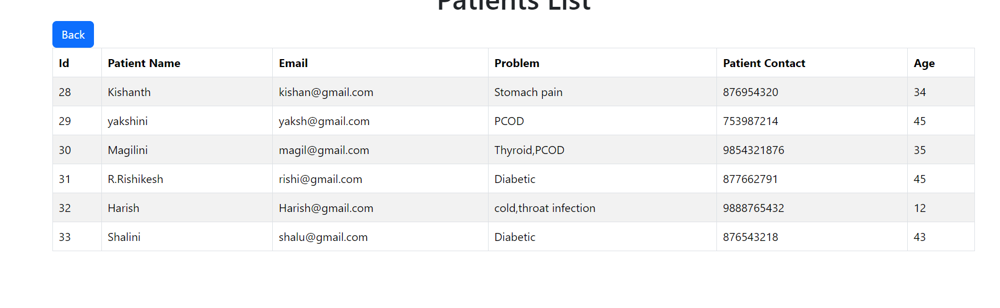 Patients List
Back
Id Patient Name Email Problem Patient Contact Age
28 Kishanth kishan@gmail.com Stomach pain 876954320 34
29 yakshini yaksh@gmail.com PCOD 753987214 45
30 Magilini magil@gmail.com Thyroid,PCOD 9854321876 35
31 R.Rishikesh rishi@gmail.com Diabetic 877662791 45
32 Harish Harish@gmail.com cold,throat infection 9888765432 12
33 Shalini shalu@gmail.com Diabetic 876543218 43